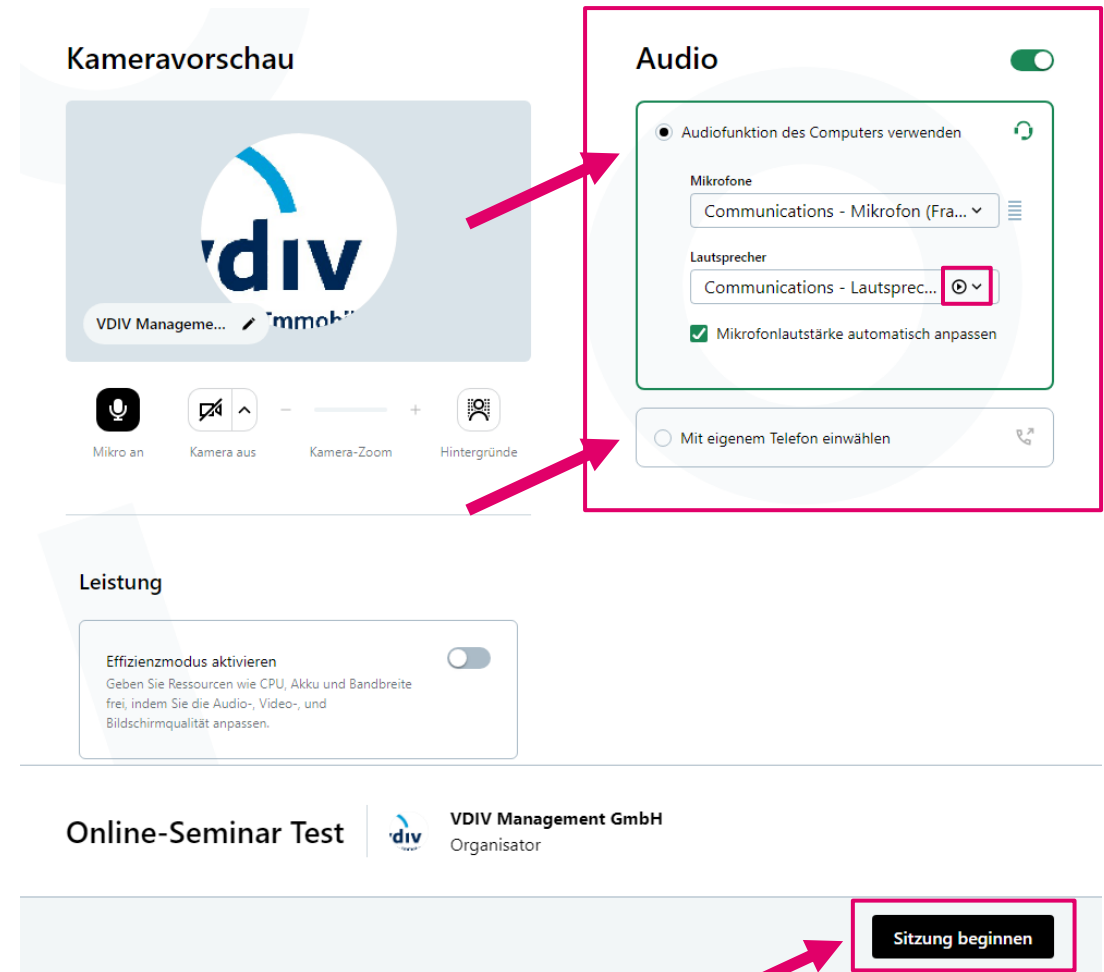 Kameravorschau
vdiv
Immobi
VDIV Manageme...
Mikro an
Kamera aus
Kamera-Zoom
Hintergründe
Audio
Audiofunktion des Computers verwenden
Mikrofone
Communications - Mikrofon (Fra...
Lautsprecher
Communications - Lautsprec...
Mikrofonlautstärke automatisch anpassen
Mit eigenem Telefon einwählen
Leistung
Effizienzmodus aktivieren
Geben Sie Ressourcen wie CPU, Akku und Bandbreite
frei, indem Sie die Audio-, Video-, und
Bildschirmqualität anpassen.
Online-Seminar Test
vdiv
VDIV Management GmbH
Organisator
Sitzung beginnen